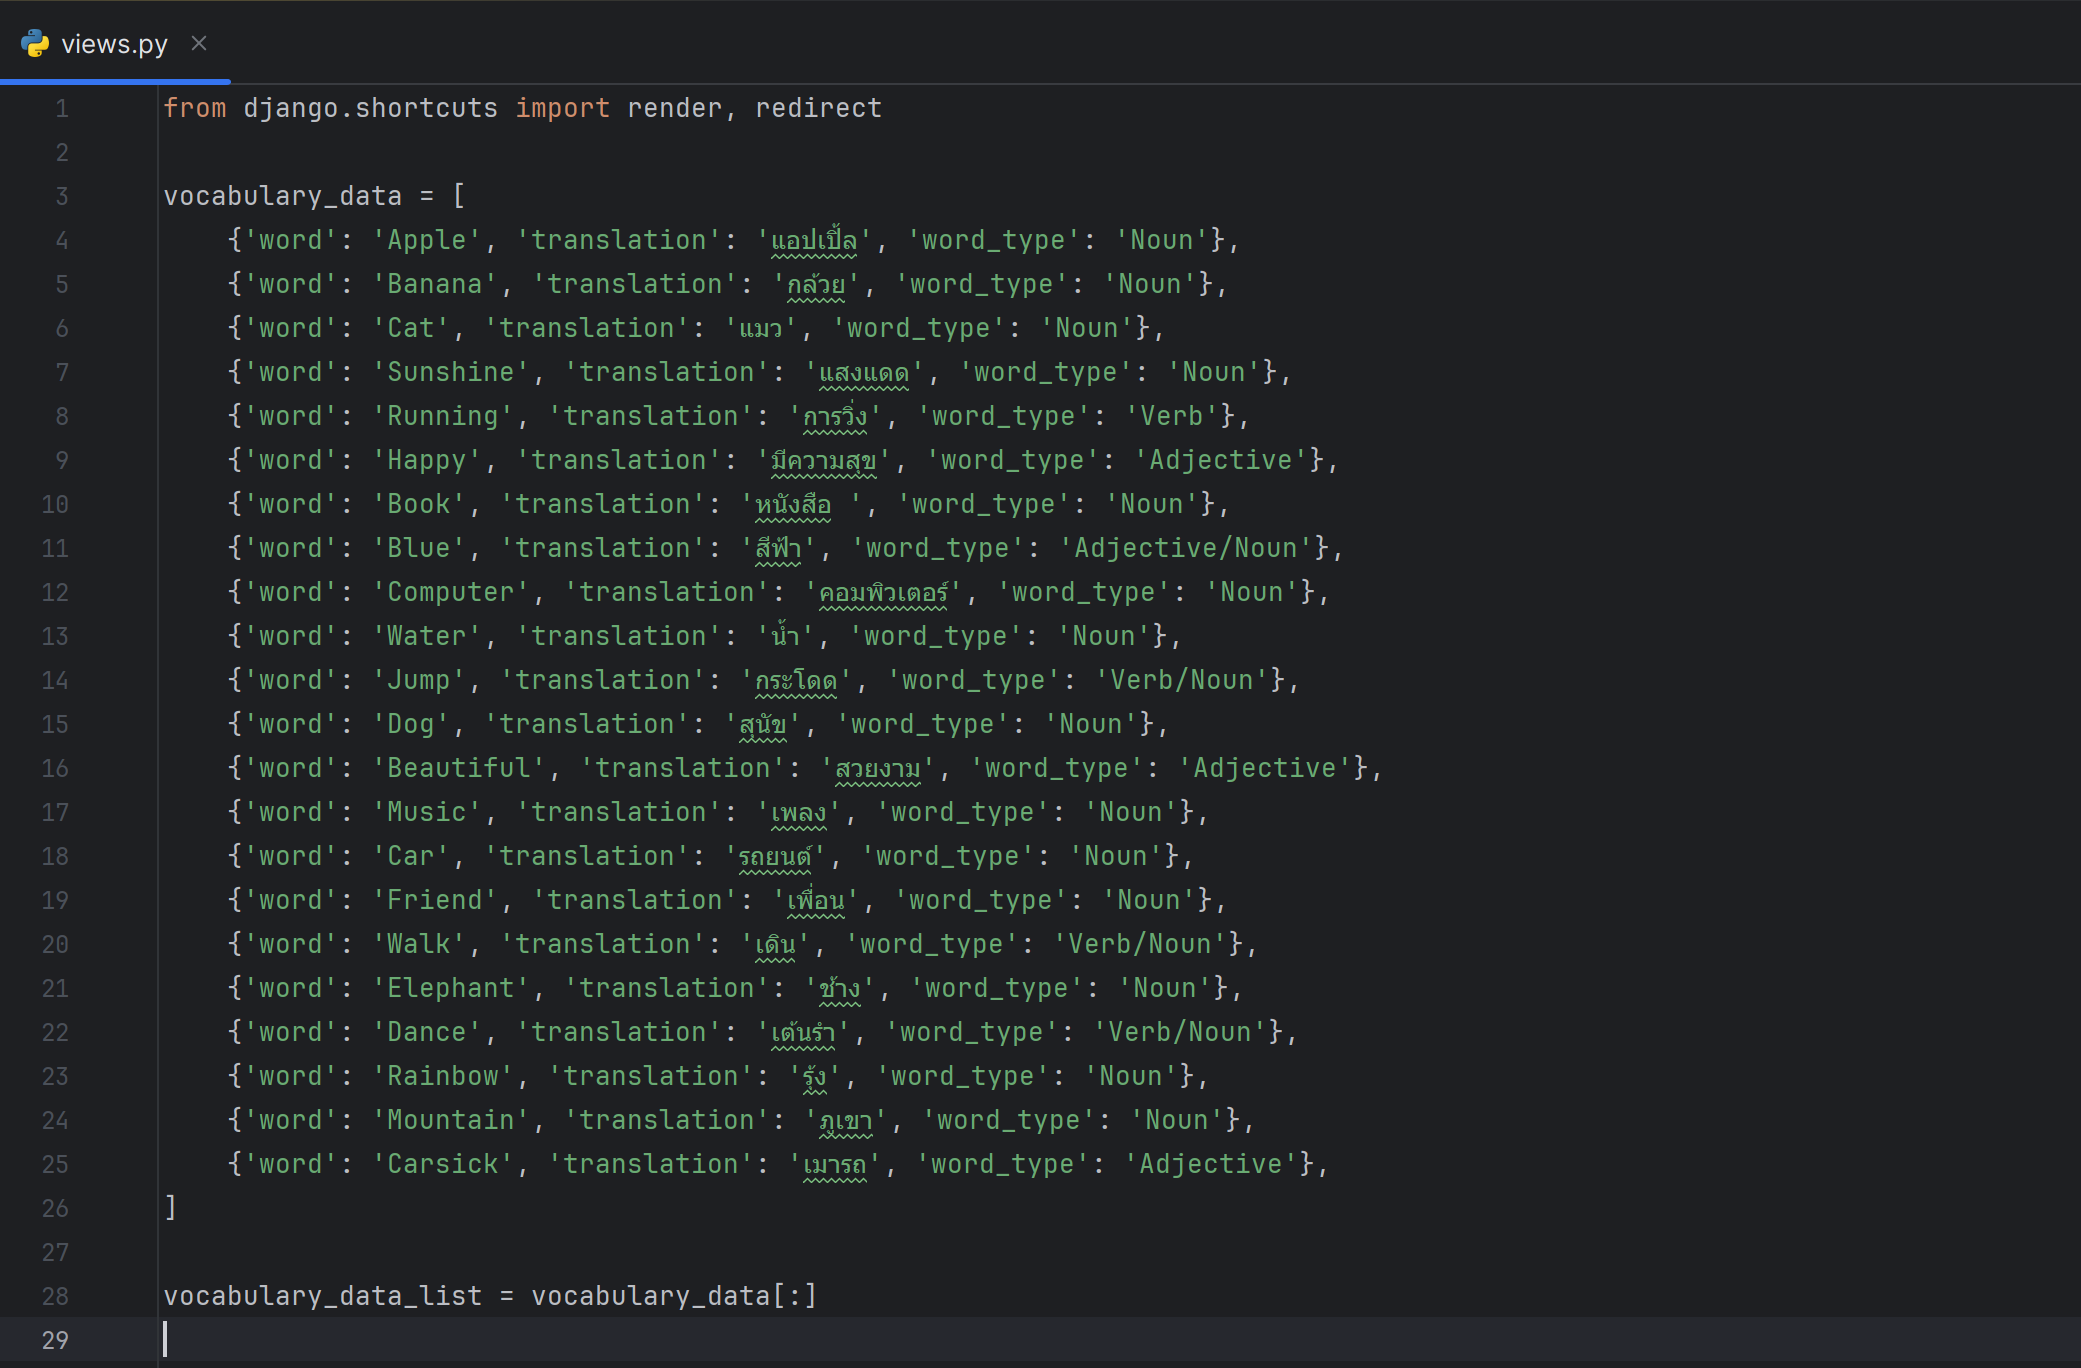 views.py
1 from django.shortcuts import render, redirect
2
3 vocabulary_data = [
4     {'word': 'Apple', 'translation': 'แอปเปิ้ล', 'word_type': 'Noun'},
5     {'word': 'Banana', 'translation': 'กล้วย', 'word_type': 'Noun'},
6     {'word': 'Cat', 'translation': 'แมว', 'word_type': 'Noun'},
7     {'word': 'Sunshine', 'translation': 'แสงแดด', 'word_type': 'Noun'},
8     {'word': 'Running', 'translation': 'การวิ่ง', 'word_type': 'Verb'},
9     {'word': 'Happy', 'translation': 'มีความสุข', 'word_type': 'Adjective'},
10     {'word': 'Book', 'translation': 'หนังสือ ', 'word_type': 'Noun'},
11     {'word': 'Blue', 'translation': 'สีฟ้า', 'word_type': 'Adjective/Noun'},
12     {'word': 'Computer', 'translation': 'คอมพิวเตอร์', 'word_type': 'Noun'},
13     {'word': 'Water', 'translation': 'น้ำ', 'word_type': 'Noun'},
14     {'word': 'Jump', 'translation': 'กระโดด', 'word_type': 'Verb/Noun'},
15     {'word': 'Dog', 'translation': 'สุนัข', 'word_type': 'Noun'},
16     {'word': 'Beautiful', 'translation': 'สวยงาม', 'word_type': 'Adjective'},
17     {'word': 'Music', 'translation': 'เพลง', 'word_type': 'Noun'},
18     {'word': 'Car', 'translation': 'รถยนต์', 'word_type': 'Noun'},
19     {'word': 'Friend', 'translation': 'เพื่อน', 'word_type': 'Noun'},
20     {'word': 'Walk', 'translation': 'เดิน', 'word_type': 'Verb/Noun'},
21     {'word': 'Elephant', 'translation': 'ช้าง', 'word_type': 'Noun'},
22     {'word': 'Dance', 'translation': 'เต้นรำ', 'word_type': 'Verb/Noun'},
23     {'word': 'Rainbow', 'translation': 'รุ้ง', 'word_type': 'Noun'},
24     {'word': 'Mountain', 'translation': 'ภูเขา', 'word_type': 'Noun'},
25     {'word': 'Carsick', 'translation': 'เมารถ', 'word_type': 'Adjective'},
26 ]
27
28 vocabulary_data_list = vocabulary_data[:]
29